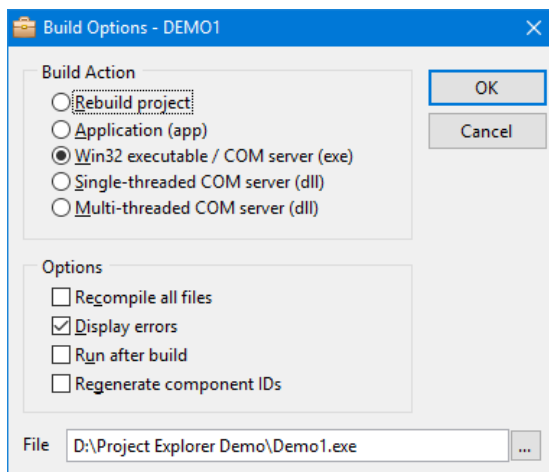 Build Options - DEMO1
Build Action
Rebuild project
Application (app)
Win32 executable / COM server (exe)
Single-threaded COM server (dll)
Multi-threaded COM server (dll)
OK
Cancel
Options
Recompile all files
Display errors
Run after build
Regenerate component IDs
File D:\Project Explorer Demo\Demo1.exe ...